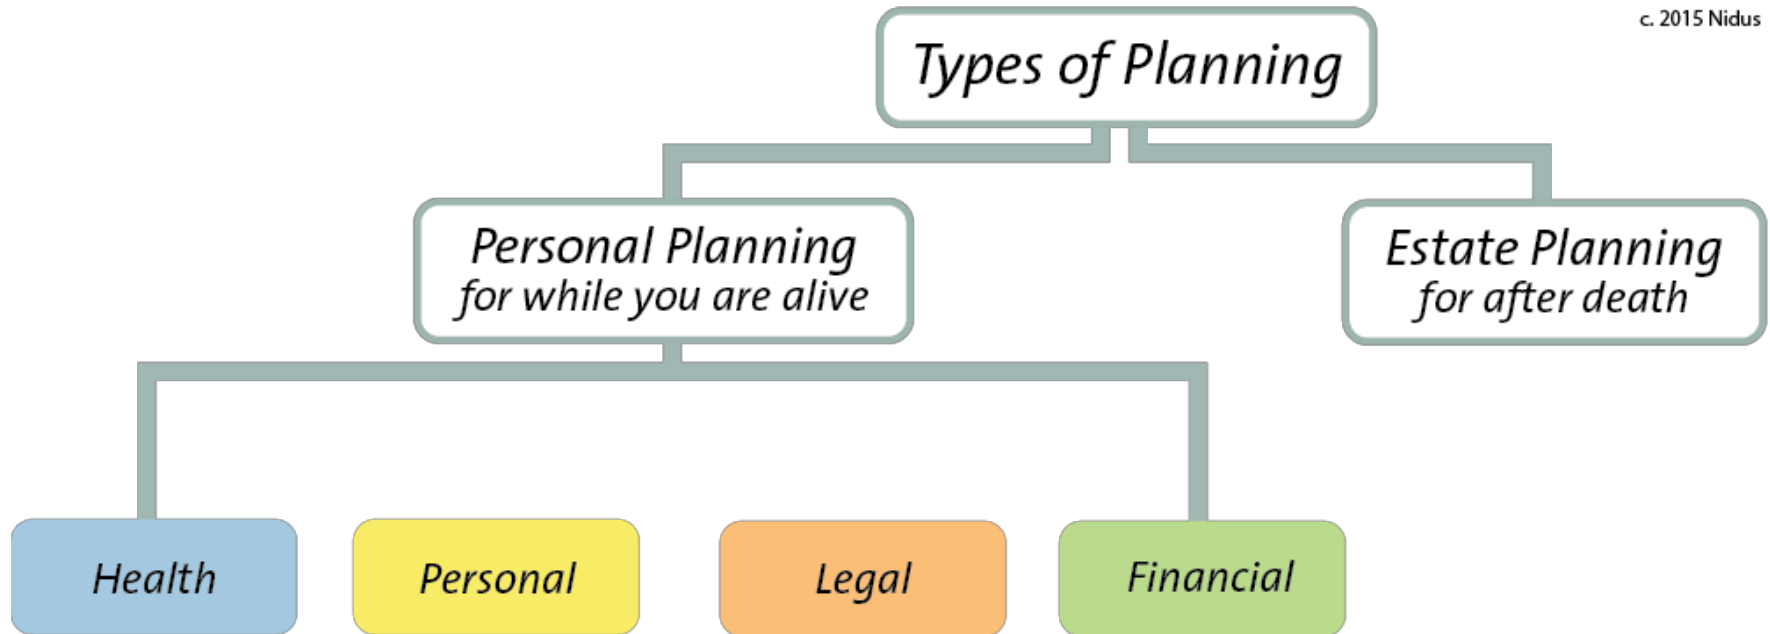 c. 2015 Nidus
Types of Planning
Personal Planning
for while you are alive
Estate Planning
for after death
Health
Personal
Legal
Financial